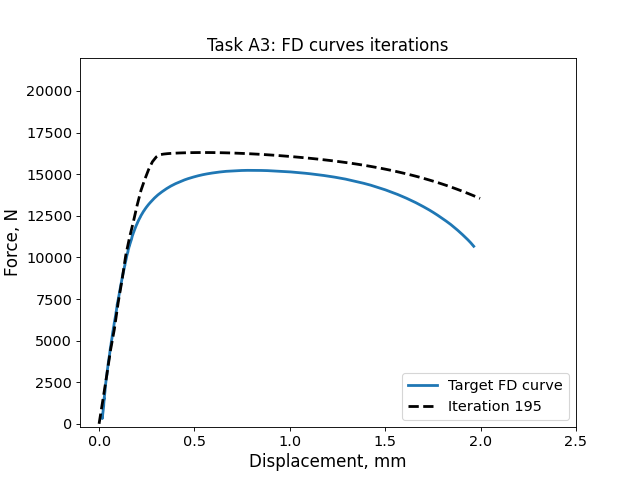 Task A3: FD curves iterations
Force, N
20000
17500
15000
12500
10000
7500
5000
2500
0
0.0 0.5 1.0 1.5 2.0 2.5
Displacement, mm
Target FD curve
Iteration 195